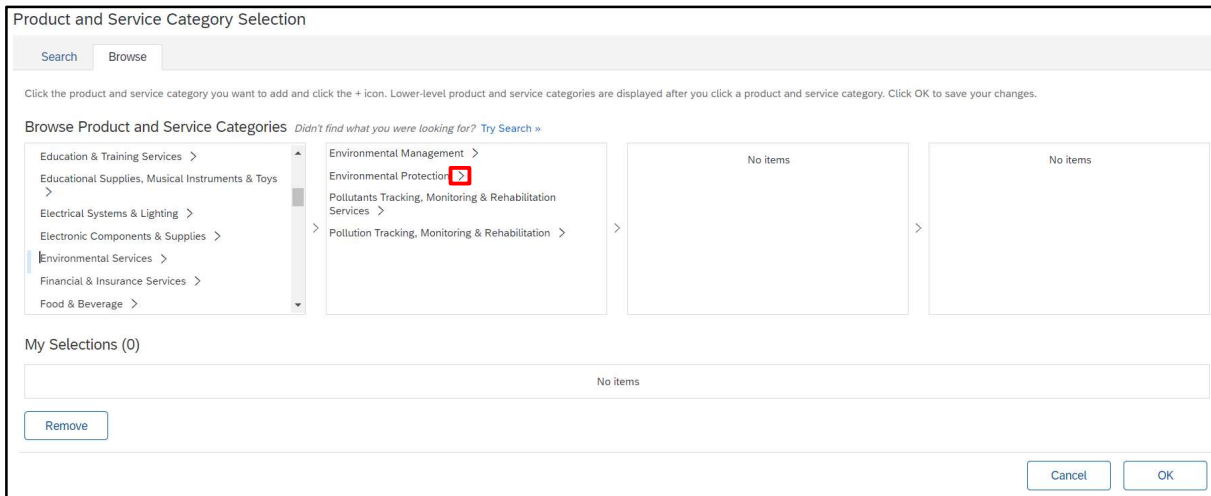 Product and Service Category Selection
Search Browse
Click the product and service category you want to add and click the + icon. Lower-level product and service categories are displayed after you click a product and service category. Click OK to save your changes.
Browse Product and Service Categories Didn't find what you were looking for? Try Search »
Education & Training Services >
Educational Supplies, Musical Instruments & Toys
>
Electrical Systems & Lighting >
Electronic Components & Supplies >
Environmental Services >
Financial & Insurance Services >
Food & Beverage >
Environmental Management >
Environmental Protection >
Pollutants Tracking, Monitoring & Rehabilitation
Services >
Pollution Tracking, Monitoring & Rehabilitation >
No items
No items
My Selections (0)
No items
Remove
Cancel OK